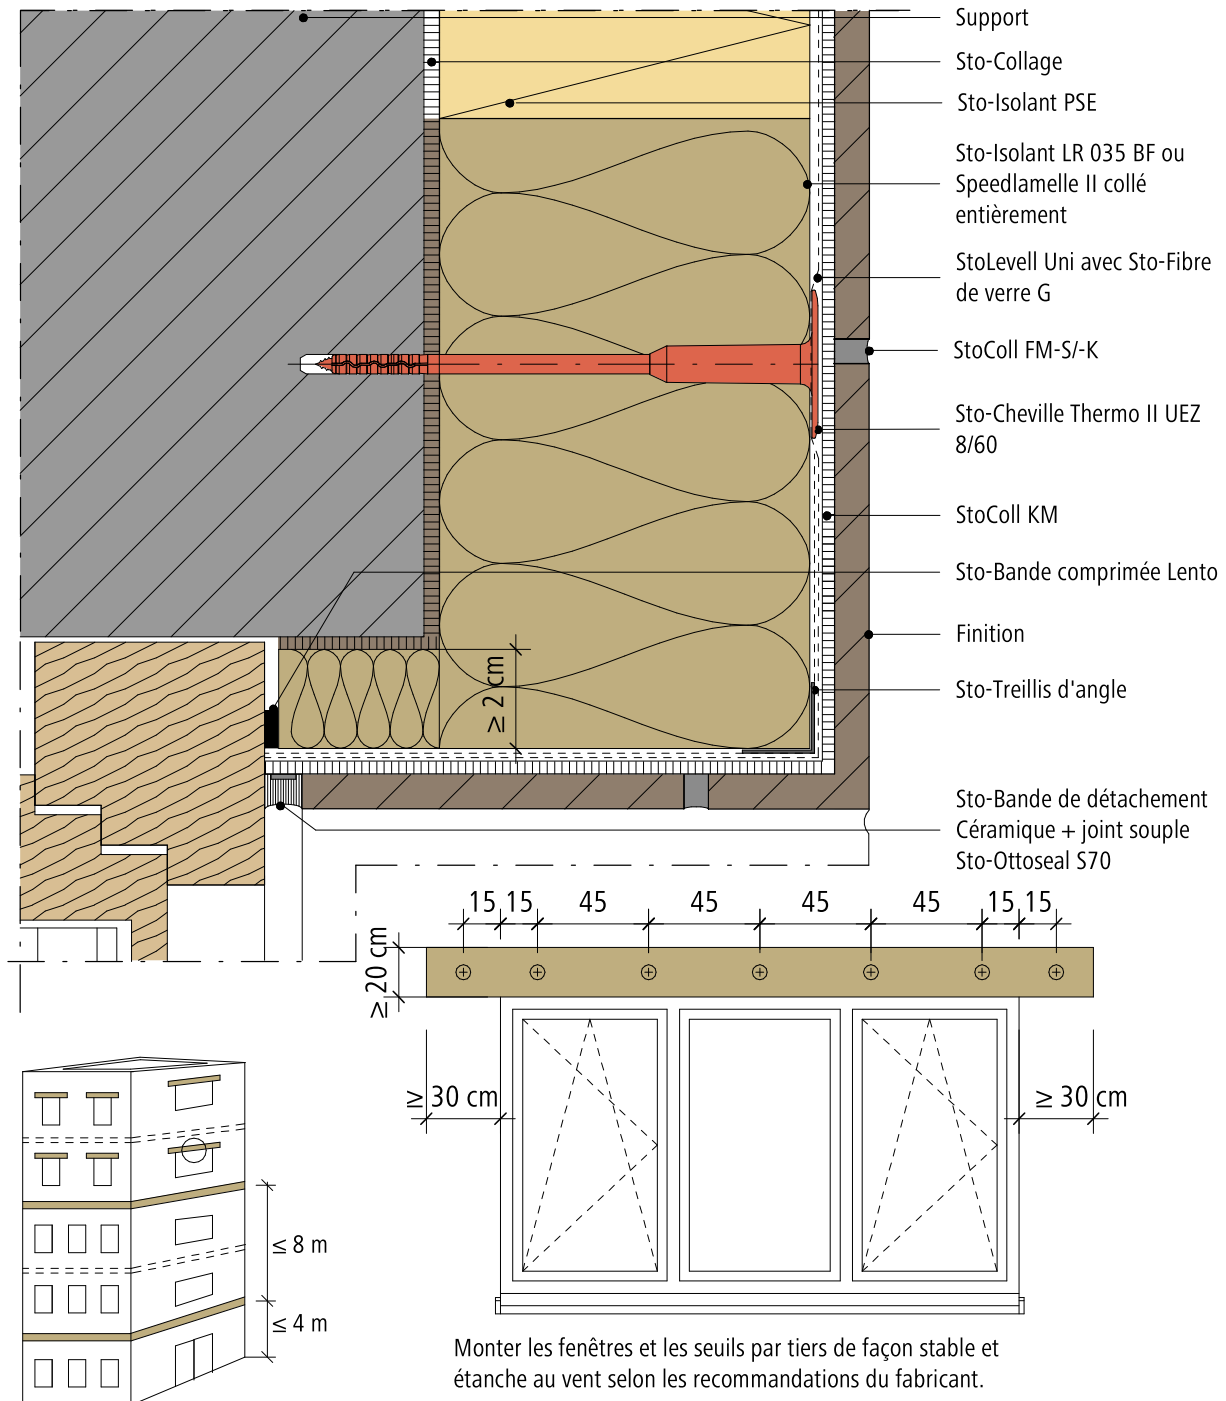 Support
Sto-Collage
Sto-Isolant PSE
Sto-Isolant LR 035 BF ou
Speedlamelle II collé
entièrement
StoLevell Uni avec Sto-Fibre
de verre G
StoColl FM-S/-K
Sto-Cheville Thermo II UEZ
8/60
StoColl KM
Sto-Bande comprimée Lento
Finition
Sto-Treillis d'angle
≥ 2 cm
Sto-Bande de détachement
Céramique + joint souple
Sto-Ottoseal S70
15 15 45 45 45 45 15 15
≥ 20 cm
≥ 30 cm ≥ 30 cm
≤ 8 m
≤ 4 m
Monter les fenêtres et les seuils par tiers de façon stable et
étanche au vent selon les recommandations du fabricant.